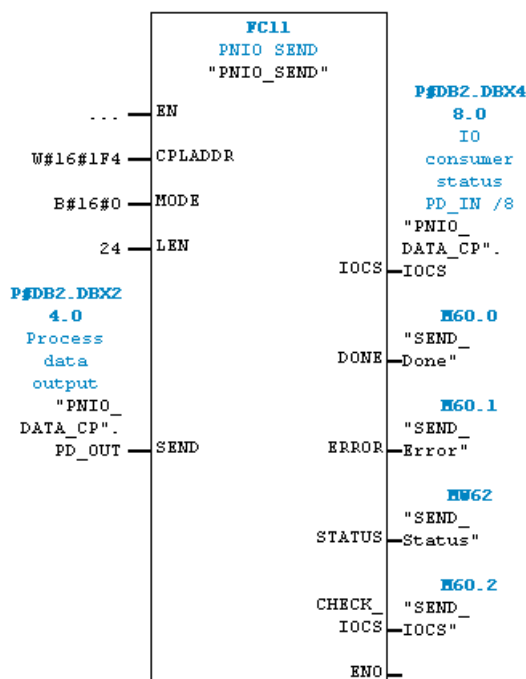 FC11
PNIO SEND
"PNIO_SEND"
... EN
W#16#1F4 CPLADDR
B#16#0 MODE
24 LEN
P#DB2.DBX2
4.0
Process
data
output
"PNIO_
DATA_CP".
PD_OUT SEND
P#DB2.DBX4
8.0
IO
consumer
status
PD_IN /8
"PNIO_
DATA_CP".
IOCS IOCS
M60.0
"SEND_
DONE Done"
M60.1
"SEND_
ERROR Error"
MW62
"SEND_
STATUS Status"
M60.2
CHECK_ "SEND_
IOCS IOCS"
ENO